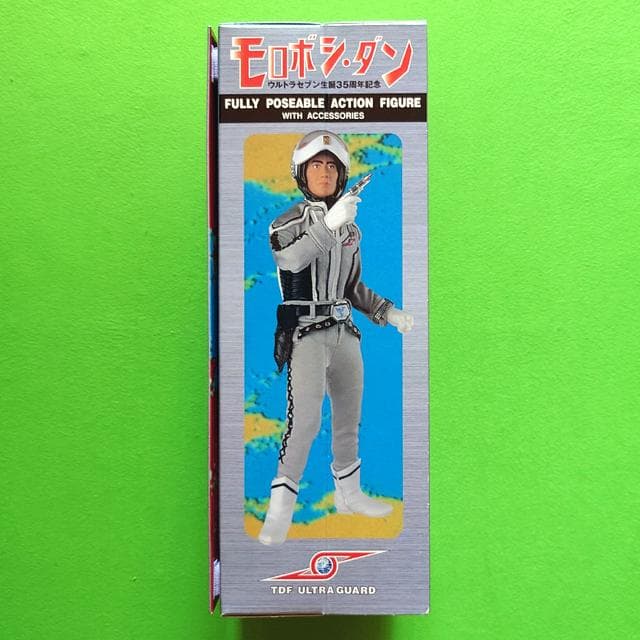 モロボシ・ダン
ウルトラセブン生誕35周年記念
FULLY POSEABLE ACTION FIGURE
WITH ACCESSORIES
TDF ULTRA GUARD